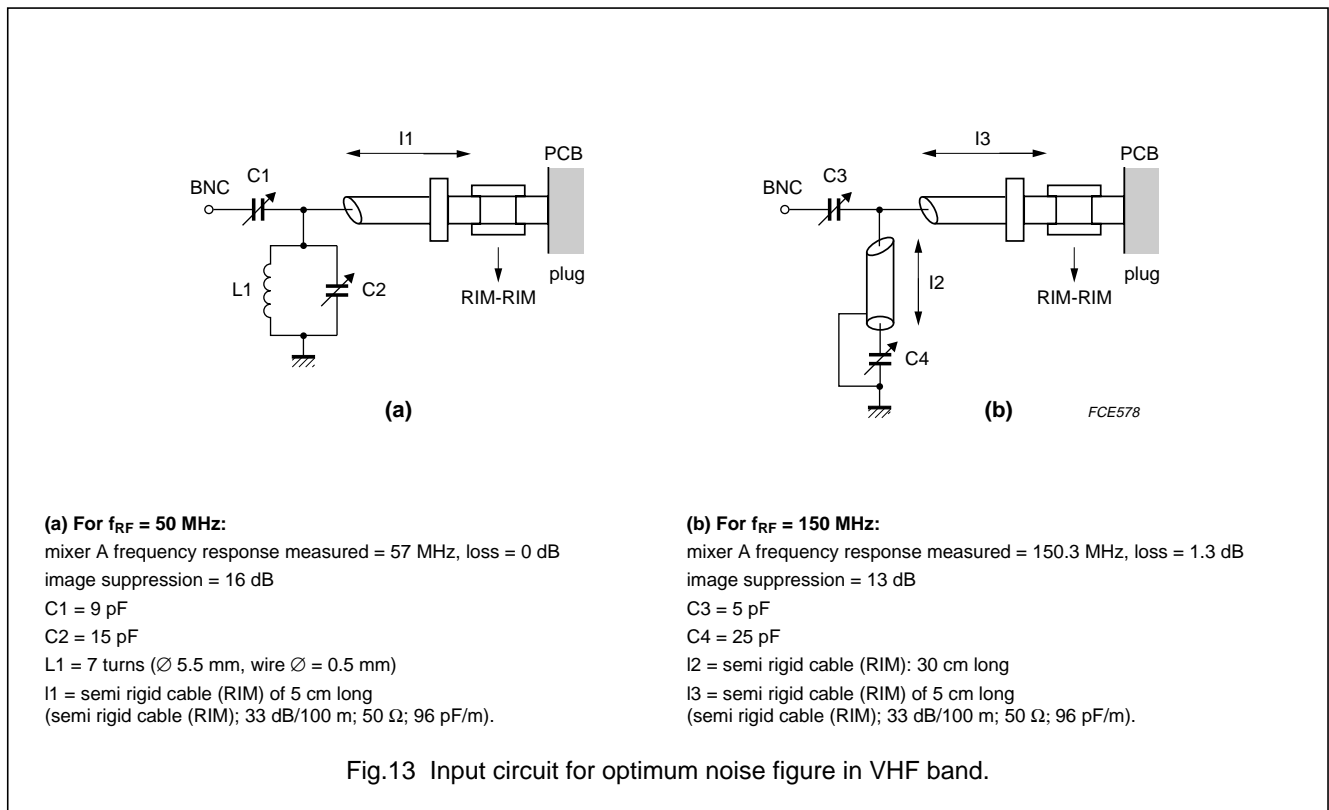 l1
PCB
C1
BNC
L1
C2
plug
RIM-RIM
(a)
l3
PCB
C3
BNC
l2
plug
RIM-RIM
C4
(b)
FCE578
(a) For fRF = 50 MHz:
mixer A frequency response measured = 57 MHz, loss = 0 dB
image suppression = 16 dB
C1 = 9 pF
C2 = 15 pF
L1 = 7 turns (∅ 5.5 mm, wire ∅ = 0.5 mm)
l1 = semi rigid cable (RIM) of 5 cm long
(semi rigid cable (RIM); 33 dB/100 m; 50 Ω; 96 pF/m).
(b) For fRF = 150 MHz:
mixer A frequency response measured = 150.3 MHz, loss = 1.3 dB
image suppression = 13 dB
C3 = 5 pF
C4 = 25 pF
l2 = semi rigid cable (RIM): 30 cm long
l3 = semi rigid cable (RIM) of 5 cm long
(semi rigid cable (RIM); 33 dB/100 m; 50 Ω; 96 pF/m).
Fig.13 Input circuit for optimum noise figure in VHF band.